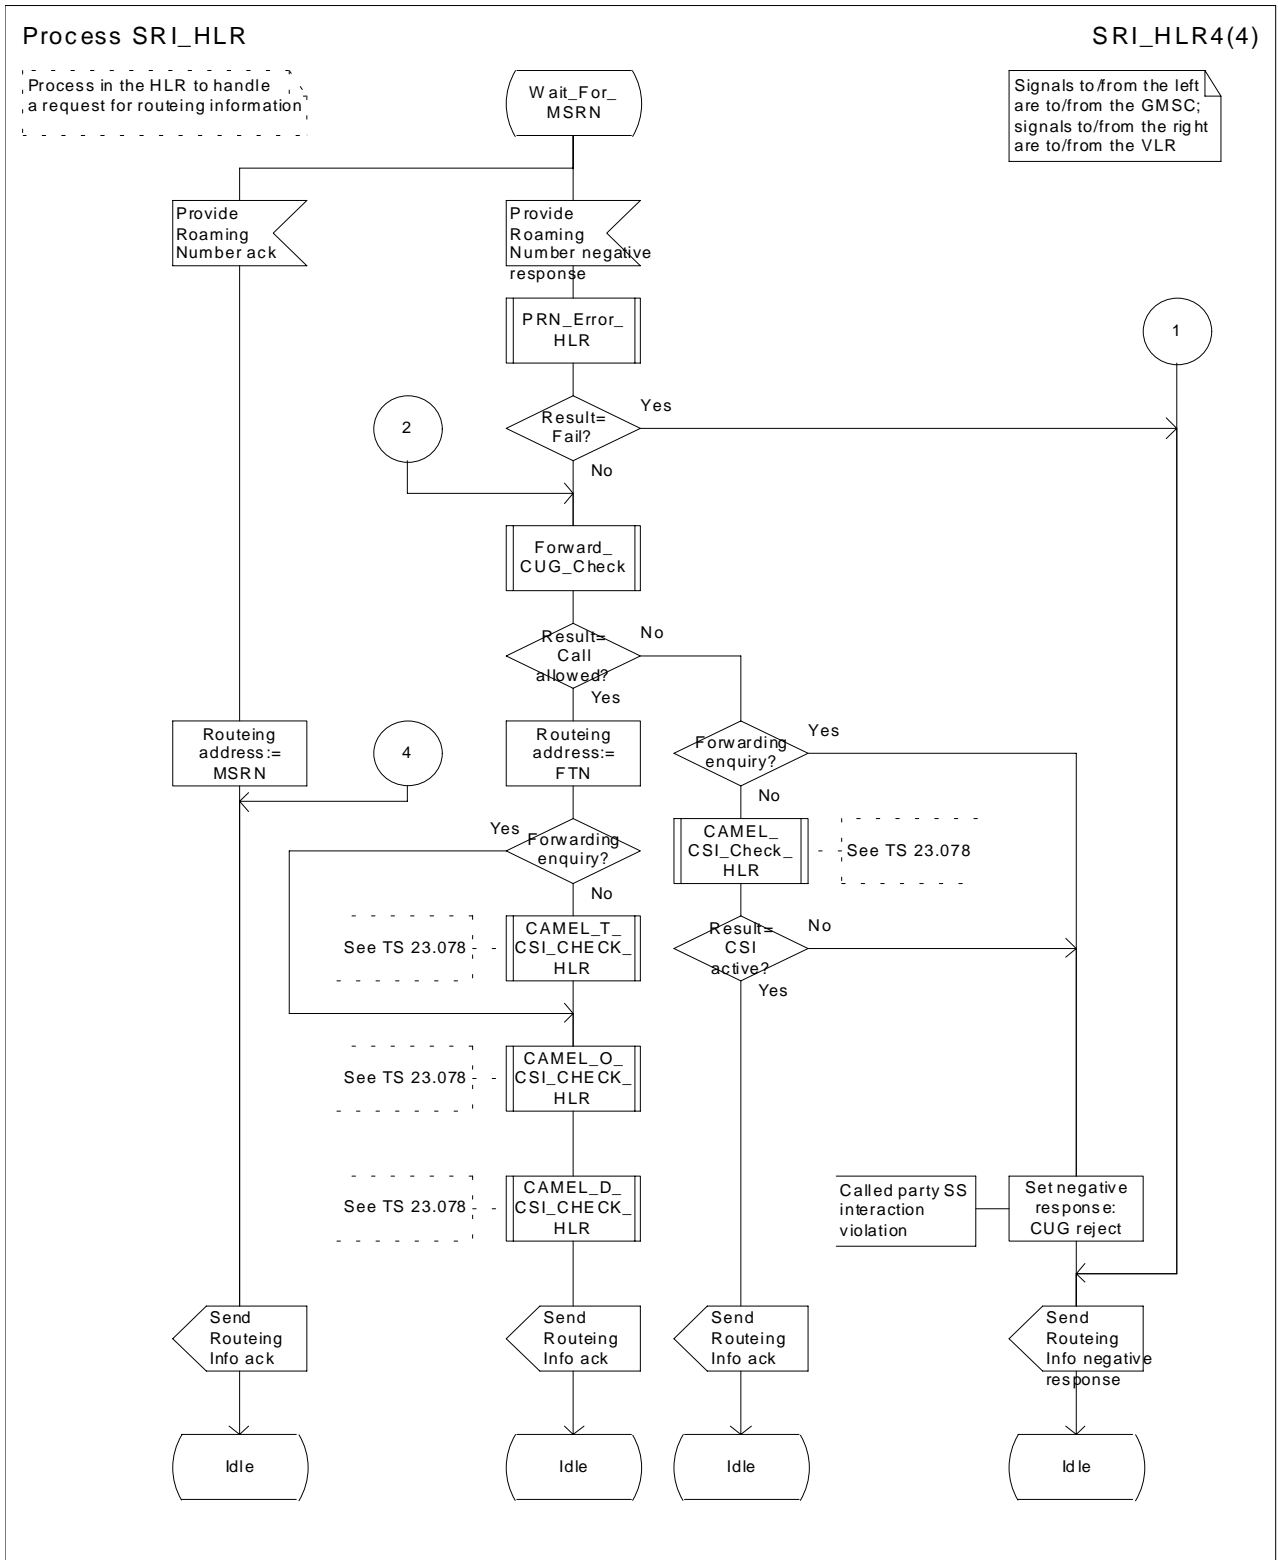 Process SRI_HLR
SRI_HLR4(4)
Process in the HLR to handle
a request for routeing information
Wait_For_
MSRN
Signals to/from the left
are to/from the GMSC;
signals to/from the right
are to/from the VLR
Provide
Roaming
Number ack
Provide
Roaming
Number negative
response
PRN_Error_
HLR
1
Result=
Fail?
Yes
No
2
Forward_
CUG_Check
Result=
Call
allowed?
No
Yes
Routeing
address:=
MSRN
4
Routeing
address:=
FTN
Forwarding
enquiry?
Yes
No
Yes
Forwarding
enquiry?
No
CAMEL_
CSI_Check_
HLR
See TS 23.078
See TS 23.078
CAMEL_T_
CSI_CHECK_
HLR
Result=
CSI
active?
No
Yes
See TS 23.078
CAMEL_O_
CSI_CHECK_
HLR
See TS 23.078
CAMEL_D_
CSI_CHECK_
HLR
Called party SS
interaction
violation
Set negative
response:
CUG reject
Send
Routeing
Info ack
Send
Routeing
Info ack
Send
Routeing
Info ack
Send
Routeing
Info negative
response
Idle
Idle
Idle
Idle